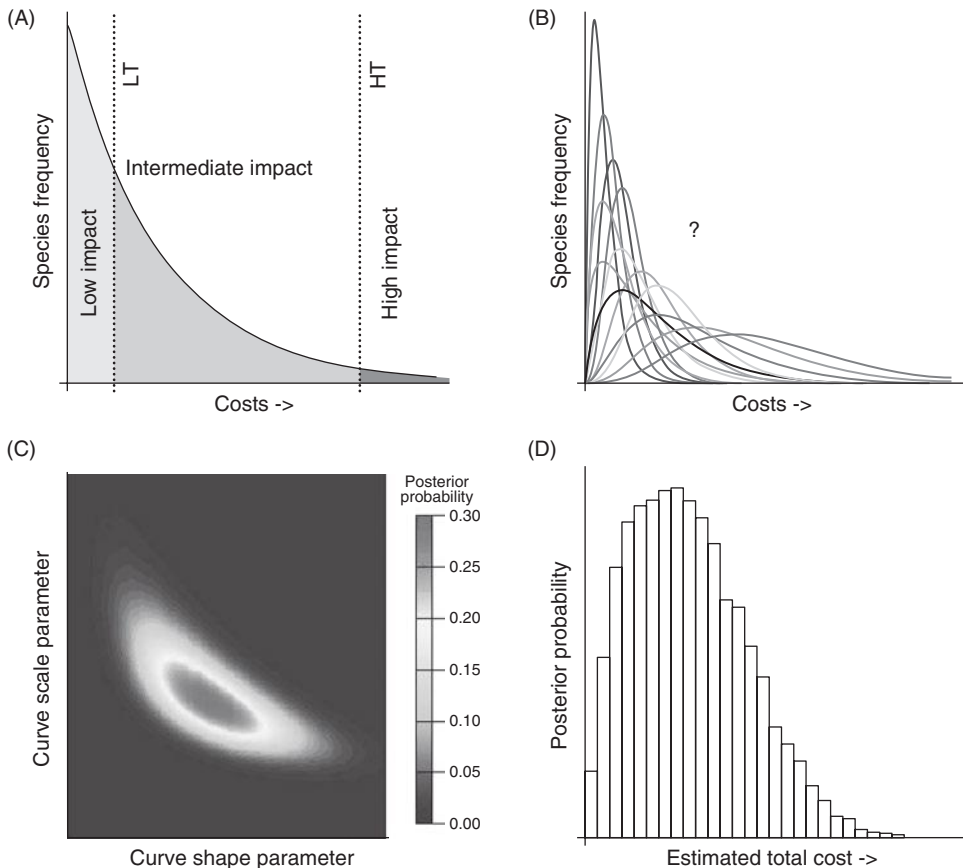 (A)
Species frequency
Low impact
LT
Intermediate impact
HT
High impact
Costs ->
(B)
Species frequency
?
Costs ->
(C)
Curve scale parameter
Curve shape parameter
Posterior
probability
0.30
0.25
0.20
0.15
0.10
0.05
0.00
(D)
Posterior probability
Estimated total cost ->